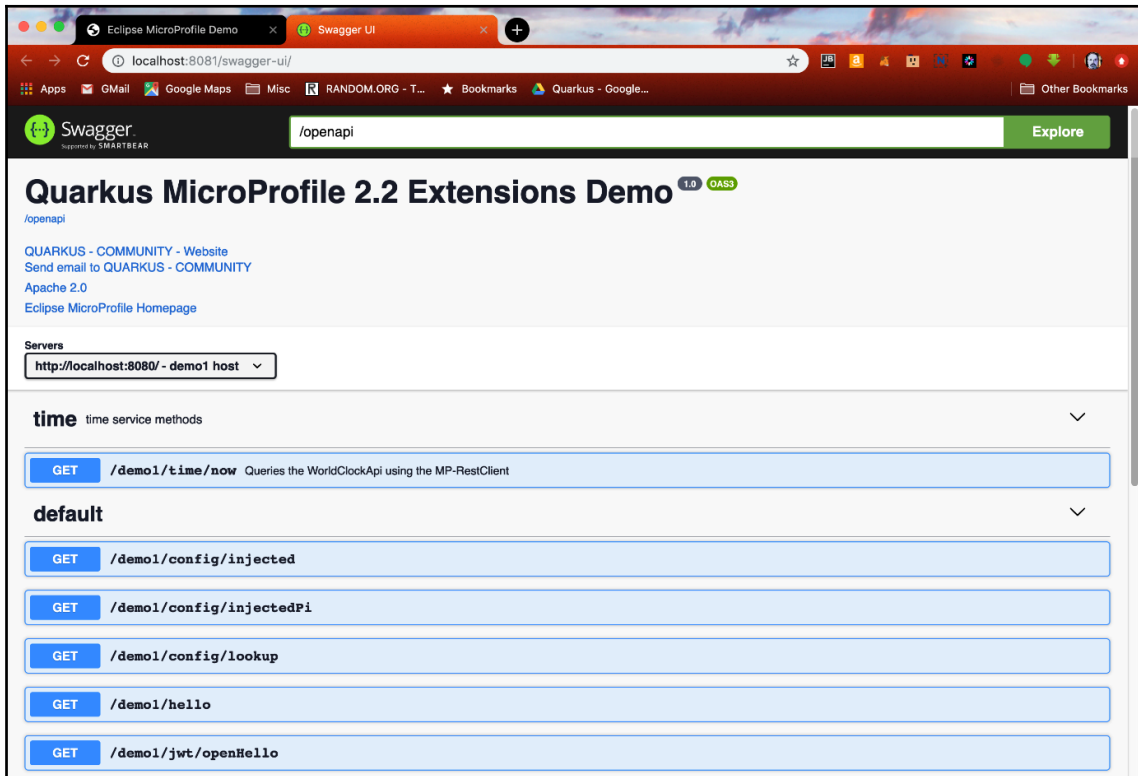 Eclipse MicroProfile Demo
Swagger UI
localhost:8081/swagger-ui/
Apps GMail Google Maps Misc RANDOM.ORG - T... Bookmarks Quarkus - Google... Other Bookmarks
Swagger
Supported by SMARTBEAR
/openapi
Explore
Quarkus MicroProfile 2.2 Extensions Demo 1.0 OAS3
/openapi
QUARKUS - COMMUNITY - Website
Send email to QUARKUS - COMMUNITY
Apache 2.0
Eclipse MicroProfile Homepage
Servers
http://localhost:8080/ - demo1 host
time time service methods
GET /demo1/time/now Queries the WorldClockApi using the MP-RestClient
default
GET /demo1/config/injected
GET /demo1/config/injectedPi
GET /demo1/config/lookup
GET /demo1/hello
GET /demo1/jwt/openHello